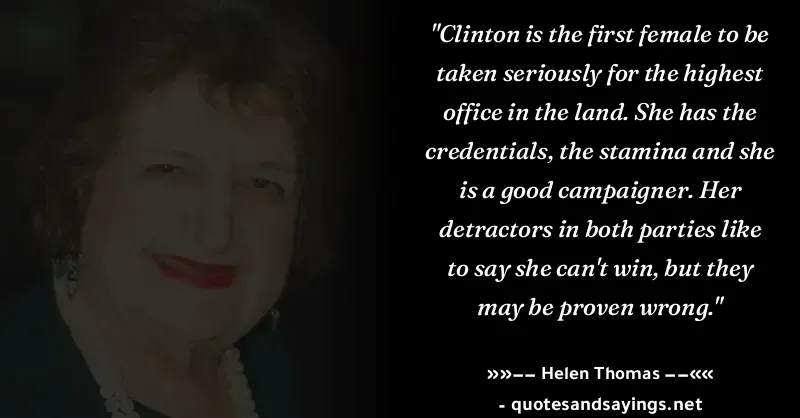 "Clinton is the first female to be
taken seriously for the highest
office in the land. She has the
credentials, the stamina and she
is a good campaigner. Her
detractors in both parties like
to say she can't win, but they
may be proven wrong."
»»−− Helen Thomas −−««
- quotesandsayings.net